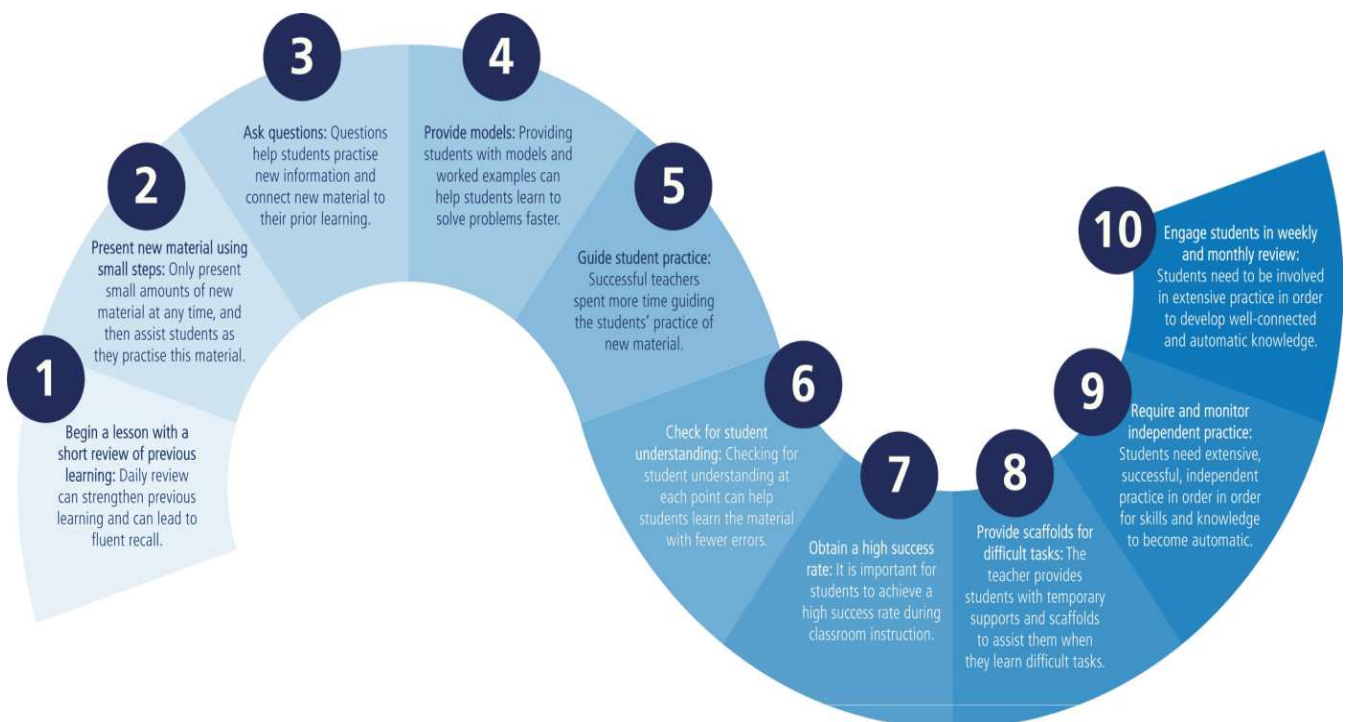 1
Begin a lesson with a
short review of previous
learning: Daily review
can strengthen previous
learning and can lead to
fluent recall.
2
Present new material using
small steps: Only present
small amounts of new
material at any time, and
then assist students as
they practise this material.
3
Ask questions: Questions
help students practise
new information and
connect new material to
their prior learning.
4
Provide models: Providing
students with models and
worked examples can
help students learn to
solve problems faster.
5
Guide student practice:
Successful teachers
spent more time guiding
the students' practice of
new material.
6
Check for student
understanding: Checking for
student understanding at
each point can help
students learn the material
with fewer errors.
7
Obtain a high success
rate: It is important for
students to achieve a
high success rate during
classroom instruction.
8
Provide scaffolds for
difficult tasks: The
teacher provides
students with temporary
supports and scaffolds
to assist them when
they learn difficult tasks.
9
Require and monitor
independent practice:
Students need extensive,
successful, independent
practice in order in order
for skills and knowledge
to become automatic.
10
Engage students in weekly
and monthly review:
Students need to be involved
in extensive practice in order
to develop well-connected
and automatic knowledge.